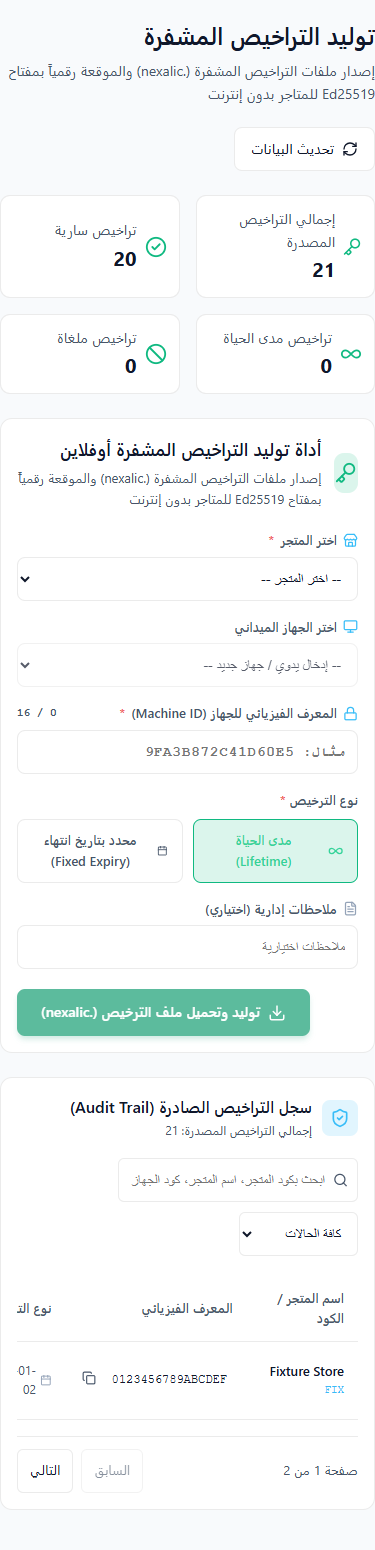 توليد التراخيص المشفرة
إصدار ملفات التراخيص المشفرة (.nexalic) والموقعة رقمياً بمفتاح
Ed25519 للمتاجر بدون إنترنت
تحديث البيانات
إجمالي التراخيص
المصدرة
21
تراخيص سارية
20
تراخيص مدى الحياة
0
تراخيص ملغاة
0
أداة توليد التراخيص المشفرة أوفلاين
إصدار ملفات التراخيص المشفرة (.nexalic) والموقعة رقمياً
بمفتاح Ed25519 للمتاجر بدون إنترنت
اختر المتجر *
-- اختر المتجر --
اختر الجهاز الميداني
-- إدخال يدوي / جهاز جديد --
المعرف الفيزيائي للجهاز (Machine ID) *
16 / 0
مثال: 9FA3B872C41D60E5
نوع الترخيص *
مدى الحياة
(Lifetime)
محدد بتاريخ انتهاء
(Fixed Expiry)
ملاحظات إدارية (اختياري)
ملاحظات اختيارية
توليد وتحميل ملف الترخيص (.nexalic)
سجل التراخيص الصادرة (Audit Trail)
إجمالي التراخيص المصدرة: 21
ابحث بكود المتجر، اسم المتجر، كود الجهاز
كافة الحالات
اسم المتجر /
الكود
المعرف الفيزيائي
نوع الت
Fixture Store
FIX
0123456789ABCDEF
01-
02
صفحة 1 من 2
السابق
التالي